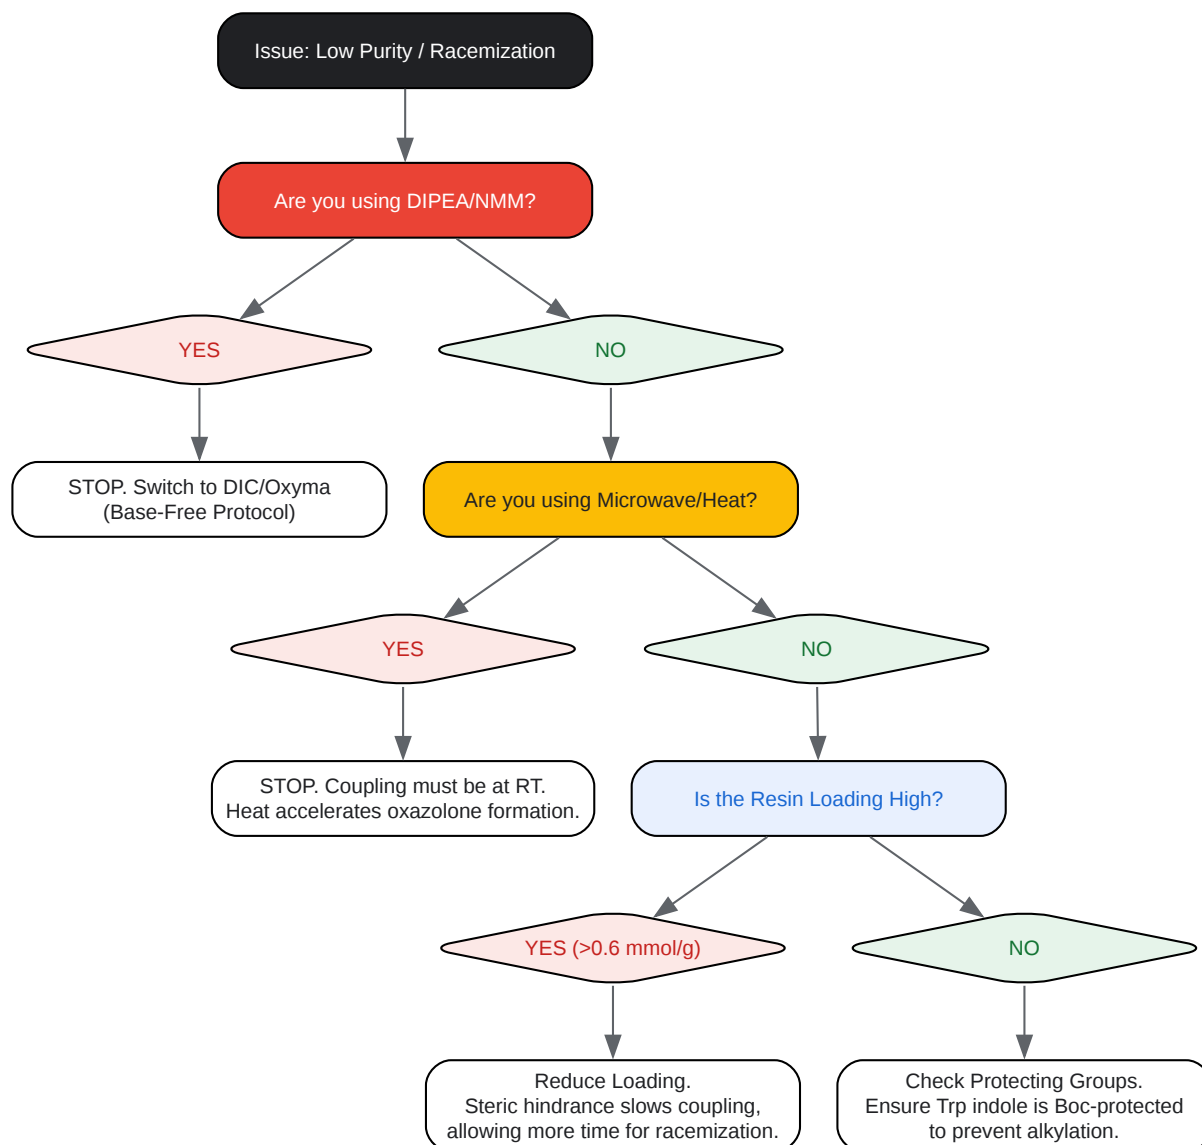 Issue: Low Purity / Racemization
Are you using DIPEA/NMM?
YES
NO
STOP. Switch to DIC/Oxyma
(Base-Free Protocol)
Are you using Microwave/Heat?
YES
NO
STOP. Coupling must be at RT.
Heat accelerates oxazolone formation.
Is the Resin Loading High?
YES (>0.6 mmol/g)
NO
Reduce Loading.
Steric hindrance slows coupling,
allowing more time for racemization.
Check Protecting Groups.
Ensure Trp indole is Boc-protected
to prevent alkylation.